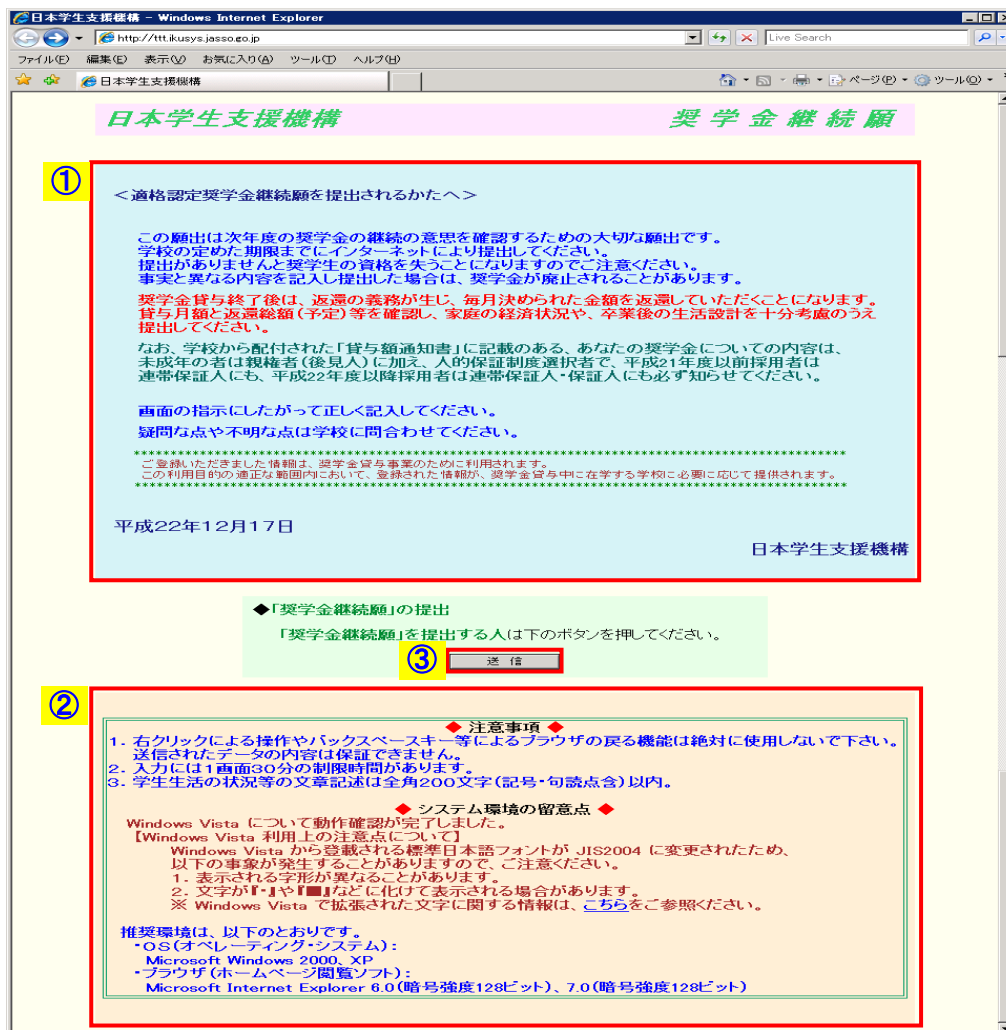 日本学生支援機構 - Windows Internet Explorer
http://ttt.ikusys.jasso.go.jp
Live Search
ファイル(F) 編集(E) 表示(V) お気に入り(A) ツール(T) ヘルプ(H)
日本学生支援機構
ページ(P) ツール(O)
日本学生支援機構 奨学金継続願
①
<適格認定奨学金継続願を提出されるかたへ>
この願出は次年度の奨学金の継続の意思を確認するための大切な願出です。
学校の定めた期限までにインターネットにより提出してください。
提出がありませんと奨学生の資格を失うことになりますのでご注意ください。
事実と異なる内容を記入し提出した場合は、奨学金が廃止されることがあります。
奨学金貸与終了後は、返還の義務が生じ、毎月決められた金額を返還していただくことになります。
貸与月額と返還総額(予定)等を確認し、家庭の経済状況や、卒業後の生活設計を十分考慮のうえ
提出してください。
なお、学校から配付された「貸与額通知書」に記載のある、あなたの奨学金についての内容は、
未成年の者は親権者(後見人)に加え、人的保証制度選択者で、平成21年度以前採用者は
連帯保証人にも、平成22年度以降採用者は連帯保証人・保証人にも必ず知らせてください。
画面の指示にしたがって正しく記入してください。
疑問な点や不明な点は学校に問合わせてください。
ご登録いただきました情報は、奨学金貸与事業のために利用されます。
この利用目的の適正な範囲内において、登録された情報が、奨学金貸与中に在学する学校に必要に応じて提供されます。
平成22年12月17日
日本学生支援機構
◆「奨学金継続願」の提出
「奨学金継続願」を提出する人は下のボタンを押してください。
③ 送 信
②
◆ 注意事項 ◆
1. 右クリックによる操作やバックスペースキー等によるブラウザの戻る機能は絶対に使用しないで下さい。
送信されたデータの内容は保証できません。
2. 入力には1画面30分の制限時間があります。
3. 学生生活の状況等の文章記述は全角200文字(記号・句読点含)以内。
◆ システム環境の留意点 ◆
Windows Vista について動作確認が完了しました。
【Windows Vista 利用上の注意点について】
Windows Vista から登載される標準日本語フォントが JIS2004 に変更されたため、
以下の事象が発生することがありますので、ご注意ください。
1. 表示される字形が異なることがあります。
2. 文字が『・』や『■』などに化けて表示される場合があります。
※ Windows Vista で拡張された文字に関する情報は、こちらをご参照ください。
推奨環境は、以下のとおりです。
・OS(オペレーティング・システム):
Microsoft Windows 2000、XP
・ブラウザ(ホームページ閲覧ソフト):
Microsoft Internet Explorer 6.0(暗号強度128ビット)、7.0(暗号強度128ビット)